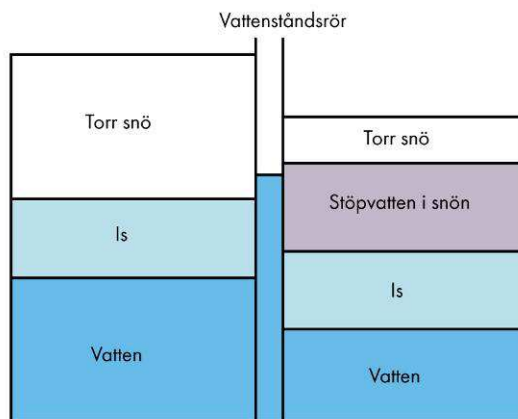 Vattenståndsrör
Torr snö
Is
Vatten
Torr snö
Stöpvatten i snön
Is
Vatten